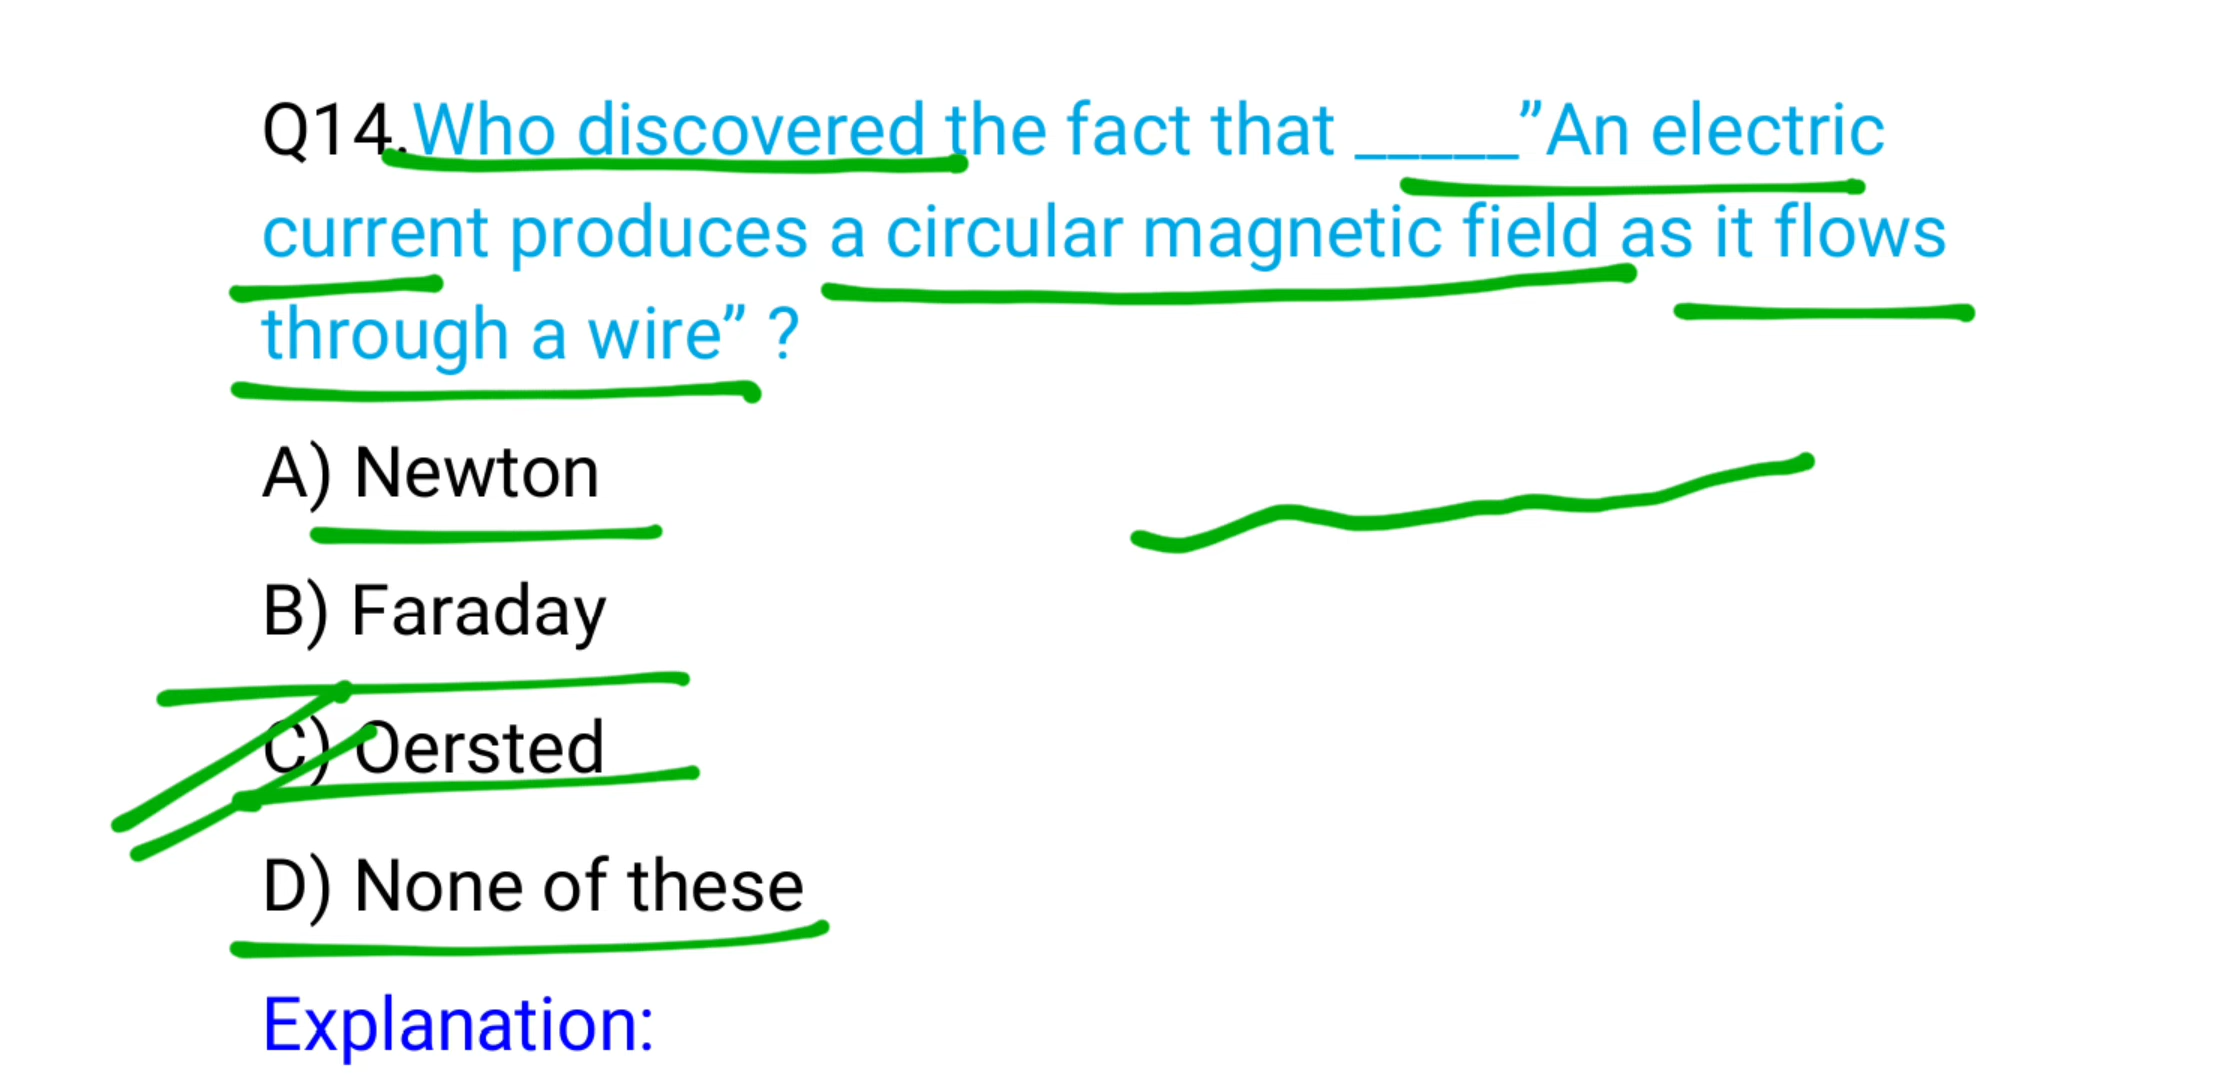 Q14.Who discovered the fact that _____”An electric
current produces a circular magnetic field as it flows
through a wire” ?
A) Newton
B) Faraday
C) Oersted
D) None of these
Explanation: